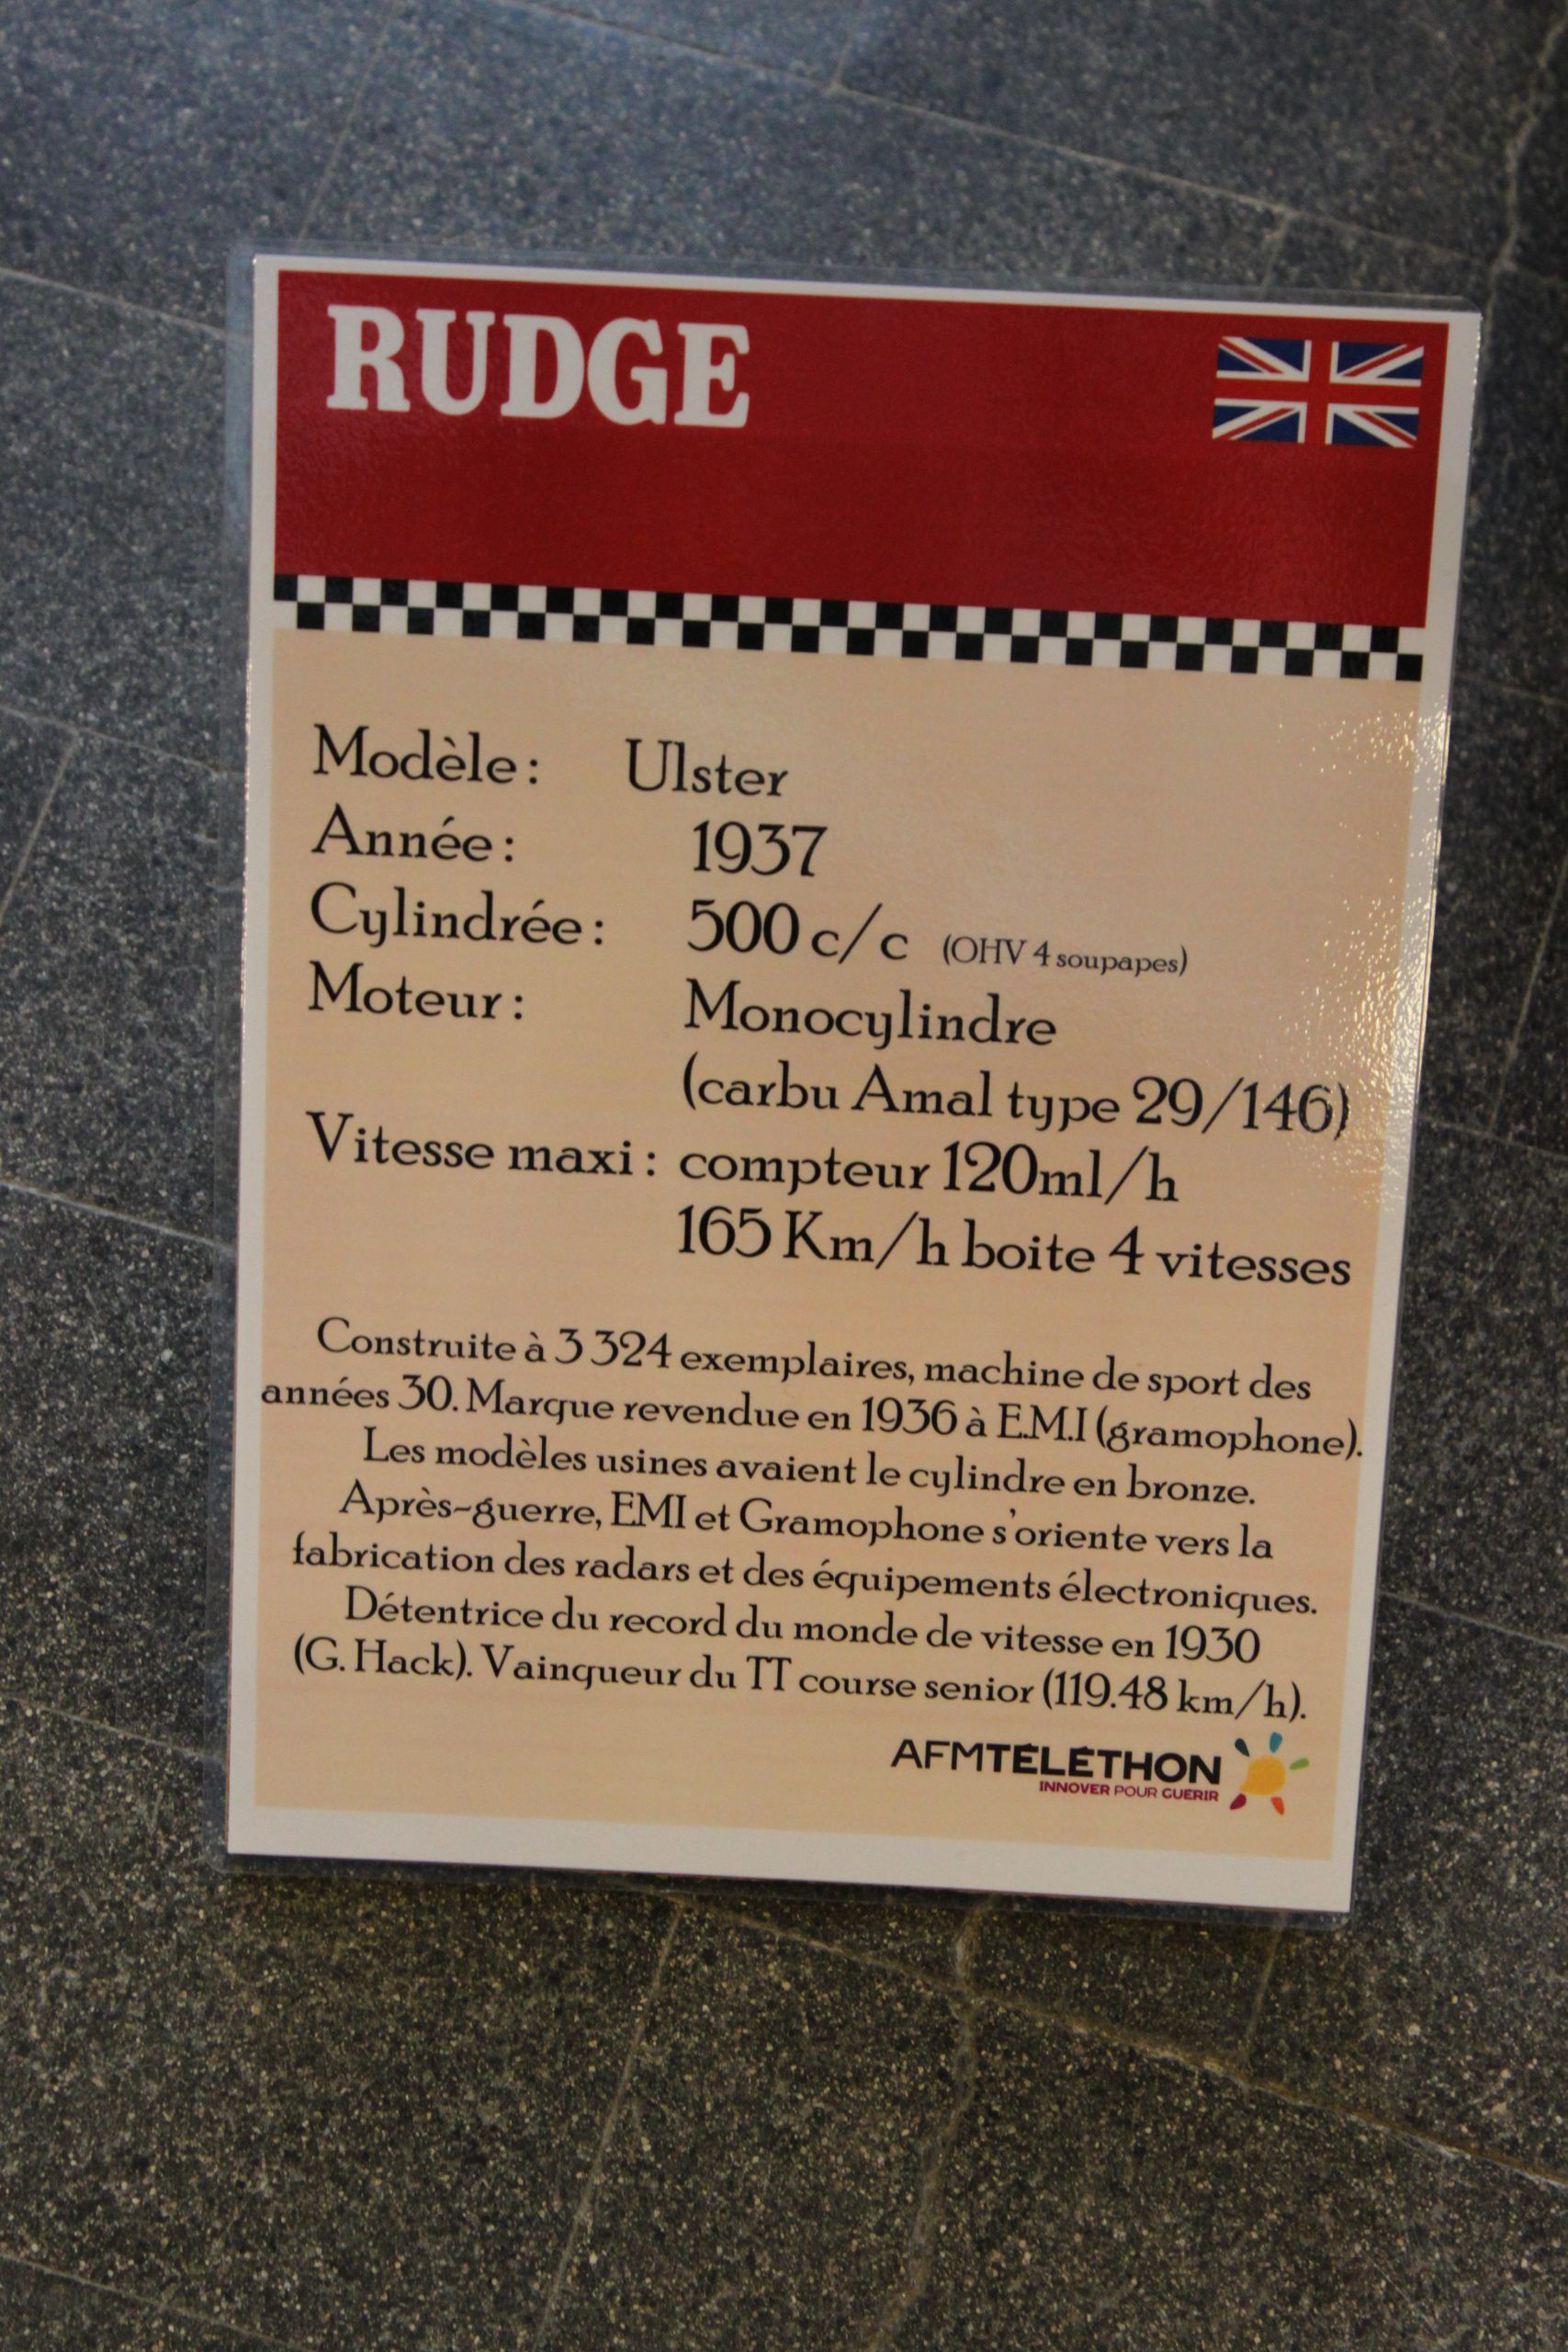 RUDGE
Modèle : Ulster
Année : 1937
Cylindrée : 500 c/c (OHV 4 soupapes)
Moteur : Monocylindre
(carbu Amal type 29/146)
Vitesse maxi : compteur 120ml/h
165 Km/h boite 4 vitesses
Construite à 3 324 exemplaires, machine de sport des
années 30. Marque revendue en 1936 à E.M.I (gramophone).
Les modèles usines avaient le cylindre en bronze.
Après-guerre, EMI et Gramophone s'oriente vers la
fabrication des radars et des équipements électroniques.
Détentrice du record du monde de vitesse en 1930
(G. Hack). Vainqueur du TT course senior (119.48 km/h).
AFMTÉLÉTHON
INNOVER POUR GUÉRIR